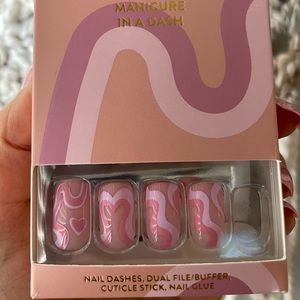 MANICURE
IN A DASH
NAIL DASHES, DUAL FILE/BUFFER,
CUTICLE STICK, NAIL GLUE